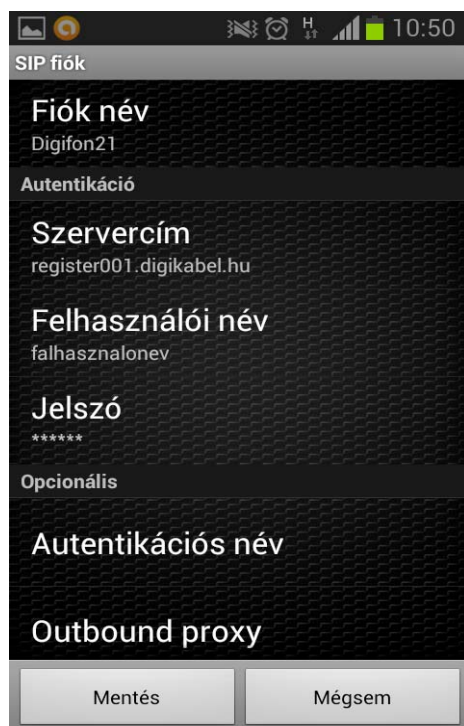 H
10:50
SIP fiók
Fiók név
Digifon21
Autentikáció
Szervercím
register001.digikabel.hu
Felhasználói név
falhasznalonev
Jelszó
******
Opcionális
Autentikációs név
Outbound proxy
Mentés
Mégsem